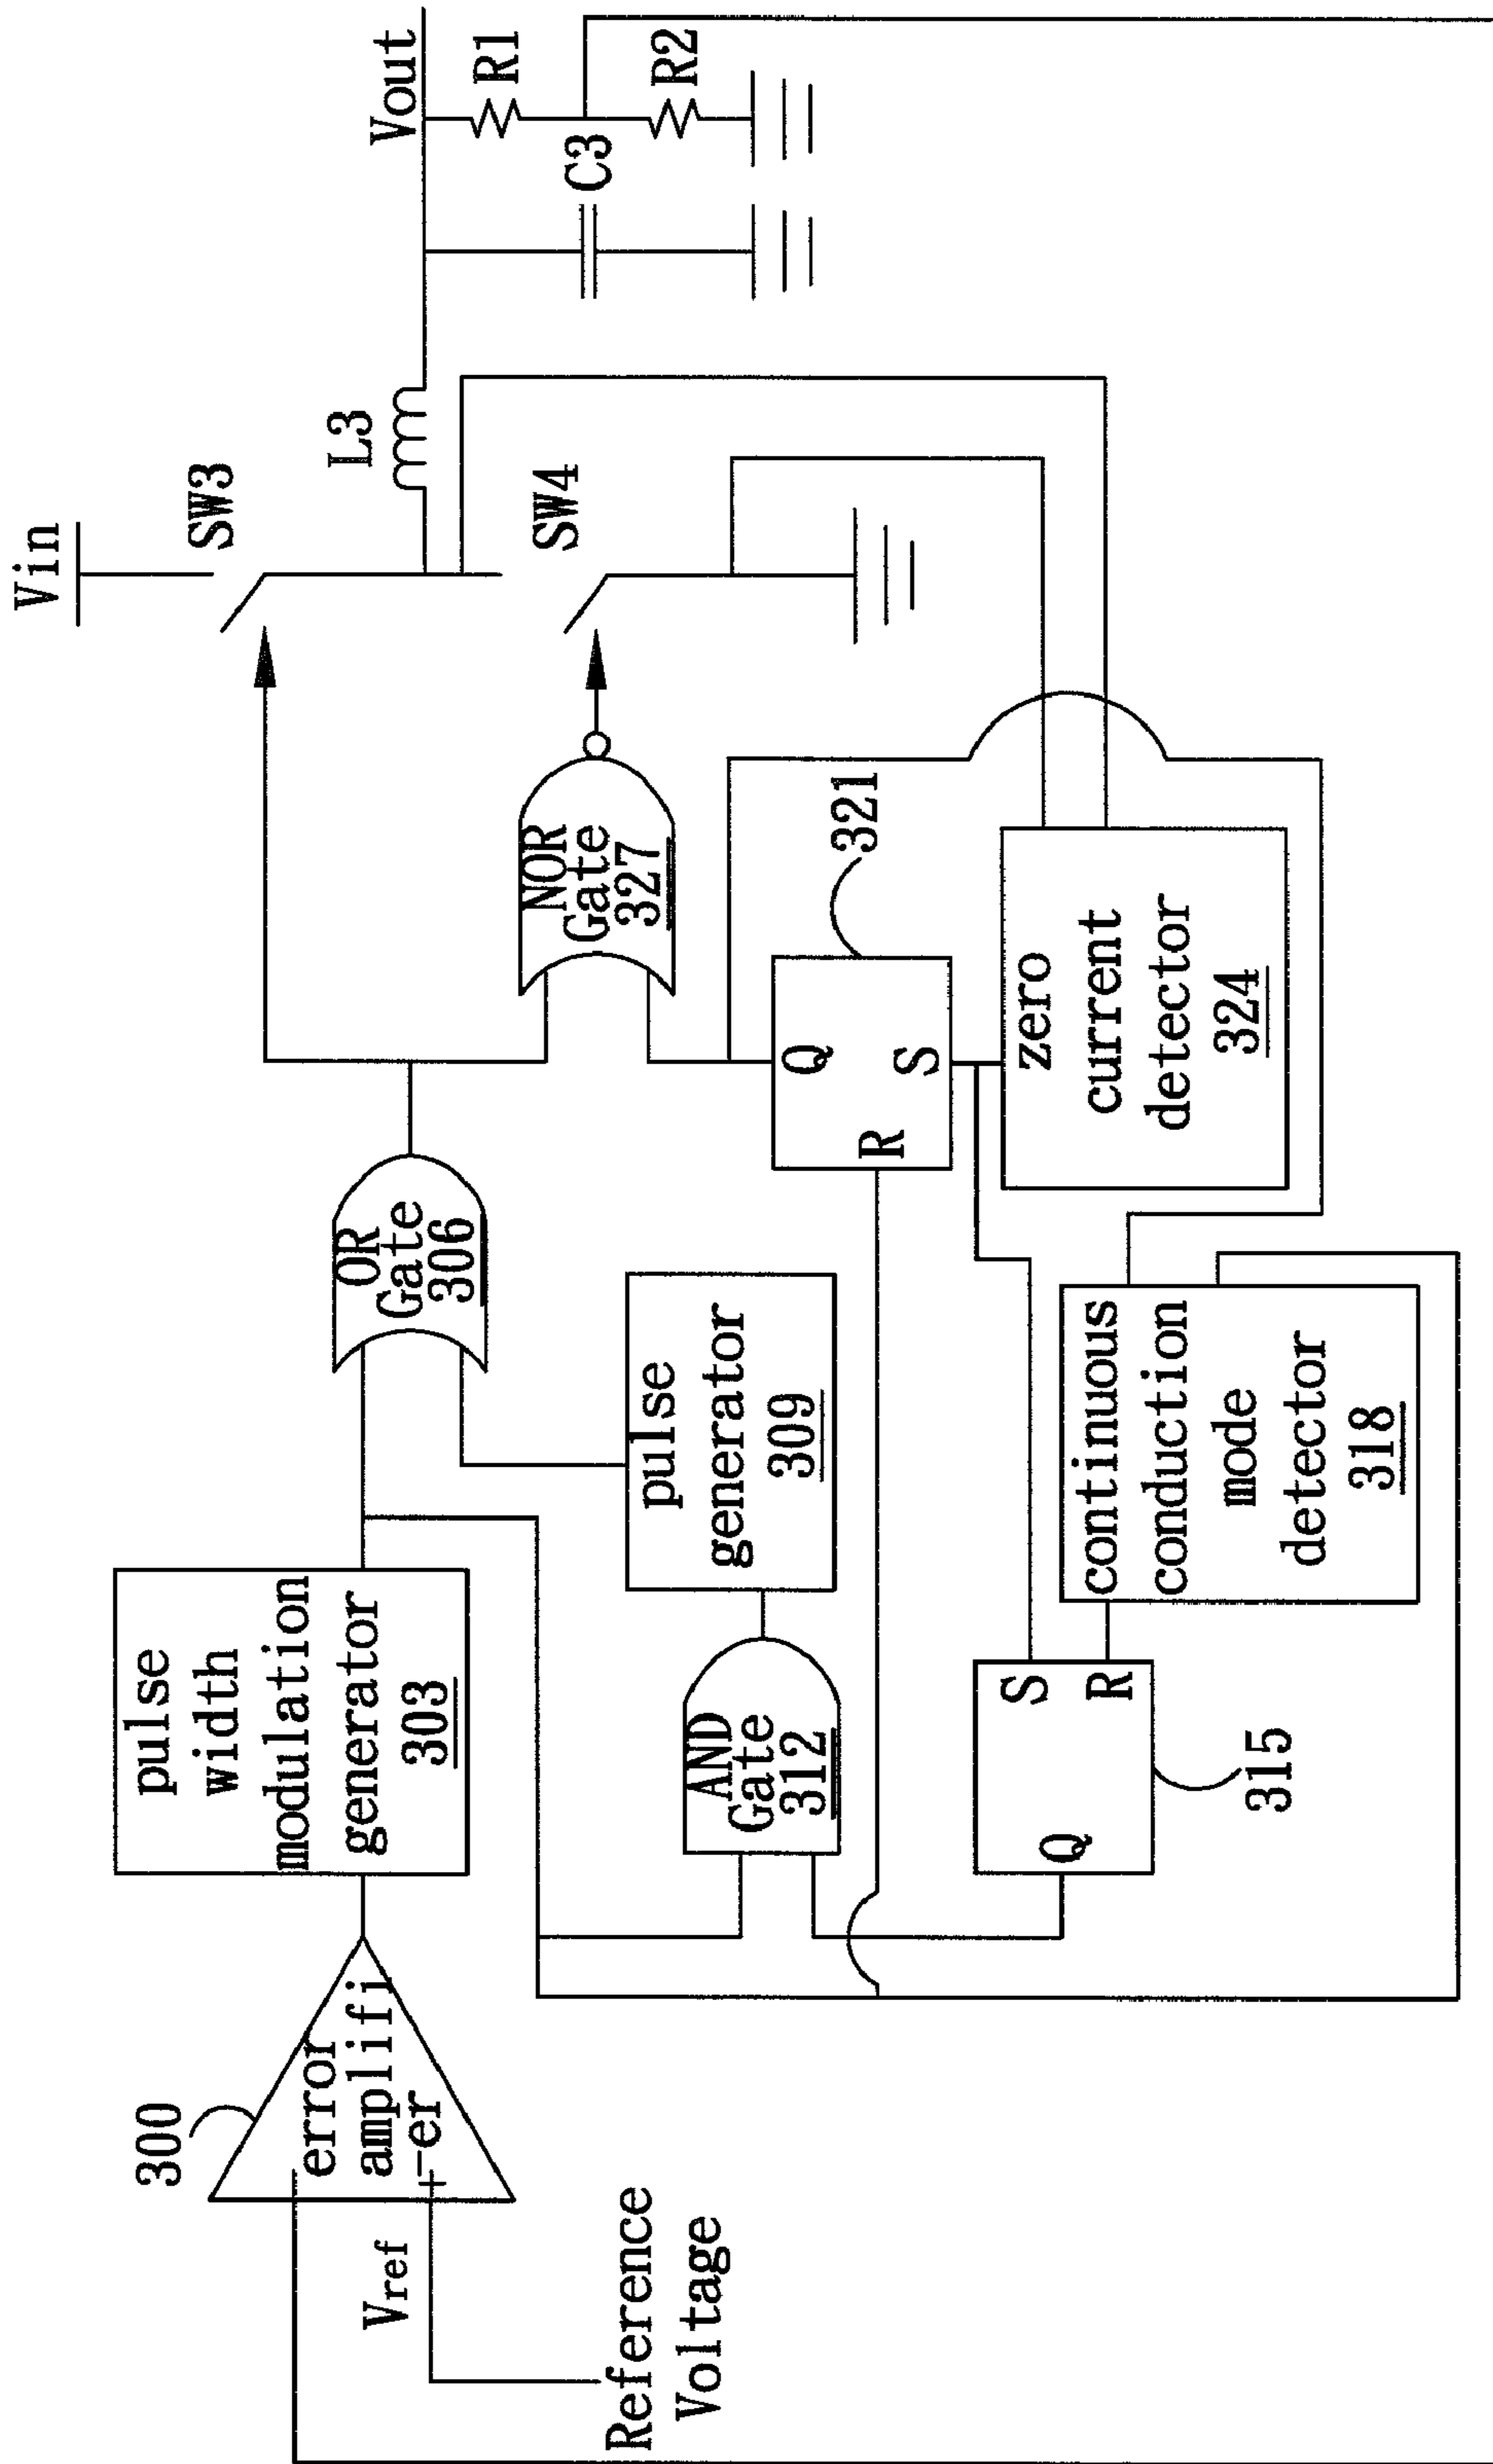 300
error
amplifi
-er
-
+
Vref
Reference
Voltage
pulse
width
modulation
generator
303
OR
Gate
306
pulse
generator
309
AND
Gate
312
Q
S
R
315
continuous
conduction
mode
detector
318
NOR
Gate
327
Q
R
S
321
zero
current
detector
324
Vin
SW3
SW4
L3
C3
Vout
R1
R2